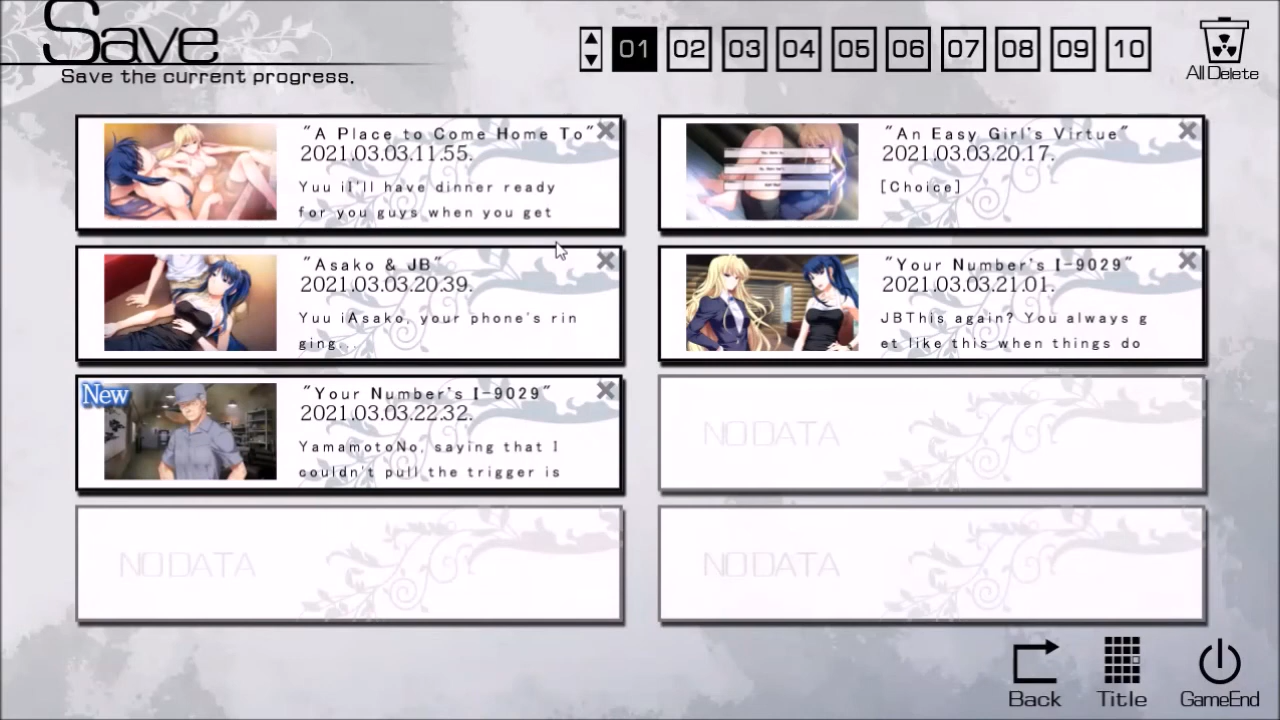 Save
Save the current progress.
01 02 03 04 05 06 07 08 09 10
All Delete
"A Place to Come Home To"
2021.03.03.11.55.
Yuu iI'll have dinner ready
for you guys when you get
"An Easy Girl's Virtue"
2021.03.03.20.17.
[Choice]
"Asako & JB"
2021.03.03.20.39.
Yuu iAsako, your phone's rin
ging...
"Your Number's I-9029"
2021.03.03.21.01.
JBThis again? You always g
et like this when things do
New
"Your Number's I-9029"
2021.03.03.22.32.
YamamotoNo, saying that I
couldn't pull the trigger is
NO DATA
NO DATA
NO DATA
Back
Title
GameEnd